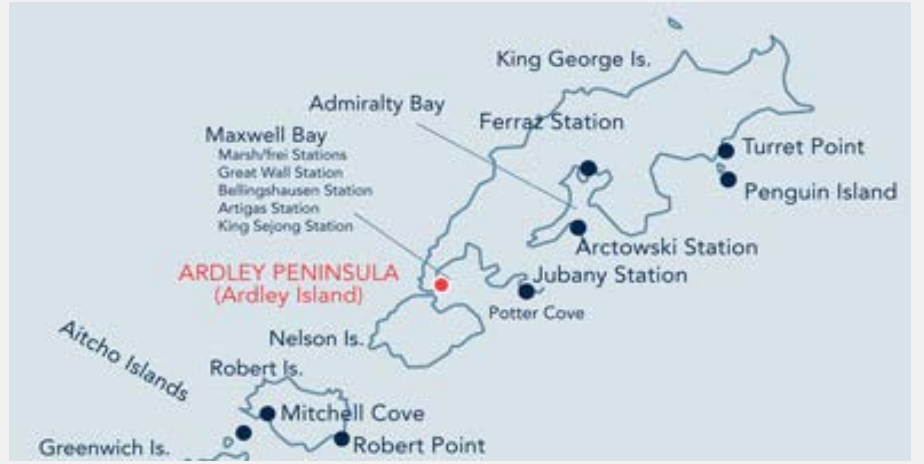 King George Is.
Admiralty Bay
Ferraz Station
Maxwell Bay
Marsh/frei Stations
Great Wall Station
Bellingshausen Station
Artigas Station
King Sejong Station
Turret Point
Penguin Island
Arctowski Station
ARDLEY PENINSULA
(Ardley Island)
Jubany Station
Potter Cove
Nelson Is.
Aitcho Islands
Robert Is.
Mitchell Cove
Robert Point
Greenwich Is.